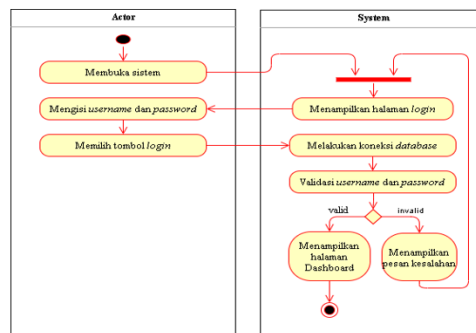 Actor
System
Membuka sistem
Menampilkan halaman login
Mengisi username dan password
Memilih tombol login
Melakukan koneksi database
Validasi username dan password
valid
invalid
Menampilkan
halaman
Dashboard
Menampilkan
pesan kesalahan